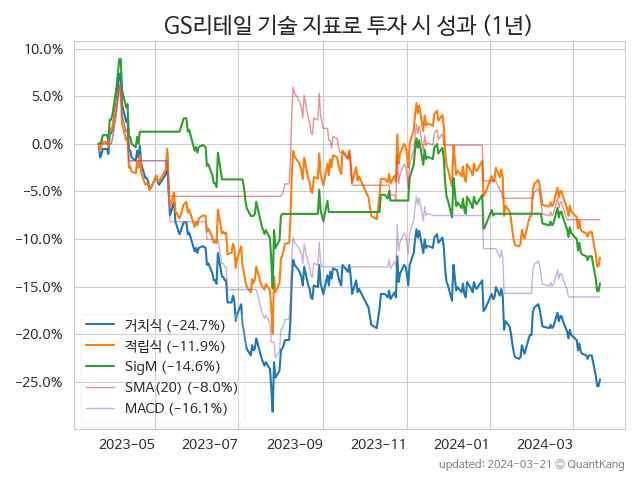 GS리테일 기술 지표로 투자 시 성과 (1년)
10.0%
5.0%
0.0%
−5.0%
−10.0%
−15.0%
−20.0%
−25.0%
거치식 (−24.7%)
적립식 (−11.9%)
SigM (−14.6%)
SMA(20) (−8.0%)
MACD (−16.1%)
2023-05 2023-07 2023-09 2023-11 2024-01 2024-03
updated: 2024-03-21 © QuantKang